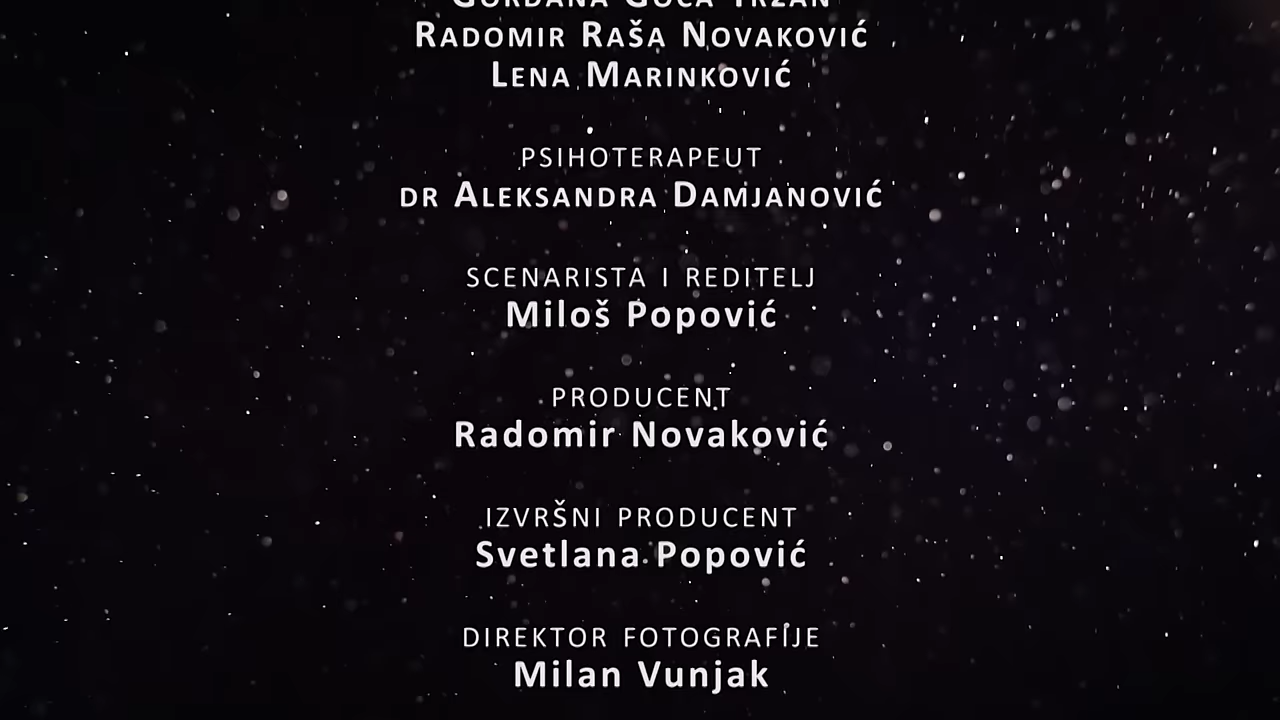 Radomir Raša Novaković
Lena Marinković
PSIHOTERAPEUT
dr Aleksandra Damjanović
SCENARISTA I REDITELJ
Miloš Popović
PRODUCENT
Radomir Novaković
IZVRŠNI PRODUCENT
Svetlana Popović
DIREKTOR FOTOGRAFIJE
Milan Vunjak